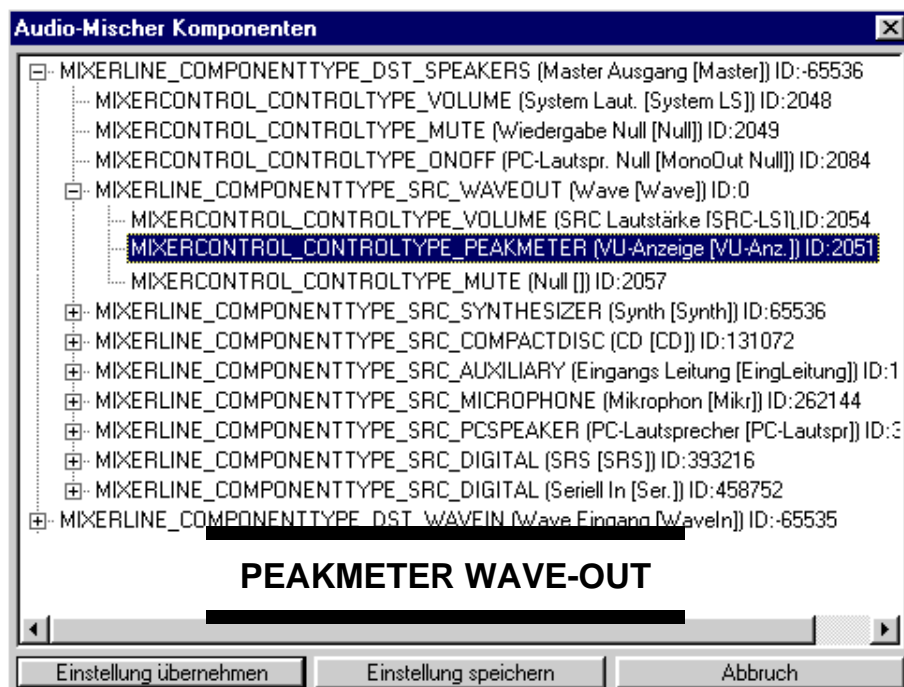 Audio-Mischer Komponenten
MIXERLINE_COMPONENTTYPE_DST_SPEAKERS (Master Ausgang [Master]) ID:-65536
MIXERCONTROL_CONTROLTYPE_VOLUME (System Laut. [System LS]) ID:2048
MIXERCONTROL_CONTROLTYPE_MUTE (Wiedergabe Null [Null]) ID:2049
MIXERCONTROL_CONTROLTYPE_ONOFF (PC-Lautspr. Null [MonoOut Null]) ID:2084
MIXERLINE_COMPONENTTYPE_SRC_WAVEOUT (Wave [Wave]) ID:0
MIXERCONTROL_CONTROLTYPE_VOLUME (SRC Lautstärke [SRC-LS]) ID:2054
MIXERCONTROL_CONTROLTYPE_PEAKMETER (VU-Anzeige [VU-Anz.]) ID:2051
MIXERCONTROL_CONTROLTYPE_MUTE (Null []) ID:2057
MIXERLINE_COMPONENTTYPE_SRC_SYNTHESIZER (Synth [Synth]) ID:65536
MIXERLINE_COMPONENTTYPE_SRC_COMPACTDISC (CD [CD]) ID:131072
MIXERLINE_COMPONENTTYPE_SRC_AUXILIARY (Eingangs Leitung [EingLeitung]) ID:1
MIXERLINE_COMPONENTTYPE_SRC_MICROPHONE (Mikrophon [Mikr]) ID:262144
MIXERLINE_COMPONENTTYPE_SRC_PCSPEAKER (PC-Lautsprecher [PC-Lautspr]) ID:3
MIXERLINE_COMPONENTTYPE_SRC_DIGITAL (SRS [SRS]) ID:393216
MIXERLINE_COMPONENTTYPE_SRC_DIGITAL (Seriell In [Ser.]) ID:458752
MIXERLINE_COMPONENTTYPE_DST_WAVEIN (Wave Eingang [WaveIn]) ID:-65535
PEAKMETER WAVE-OUT
Einstellung übernehmen
Einstellung speichern
Abbruch